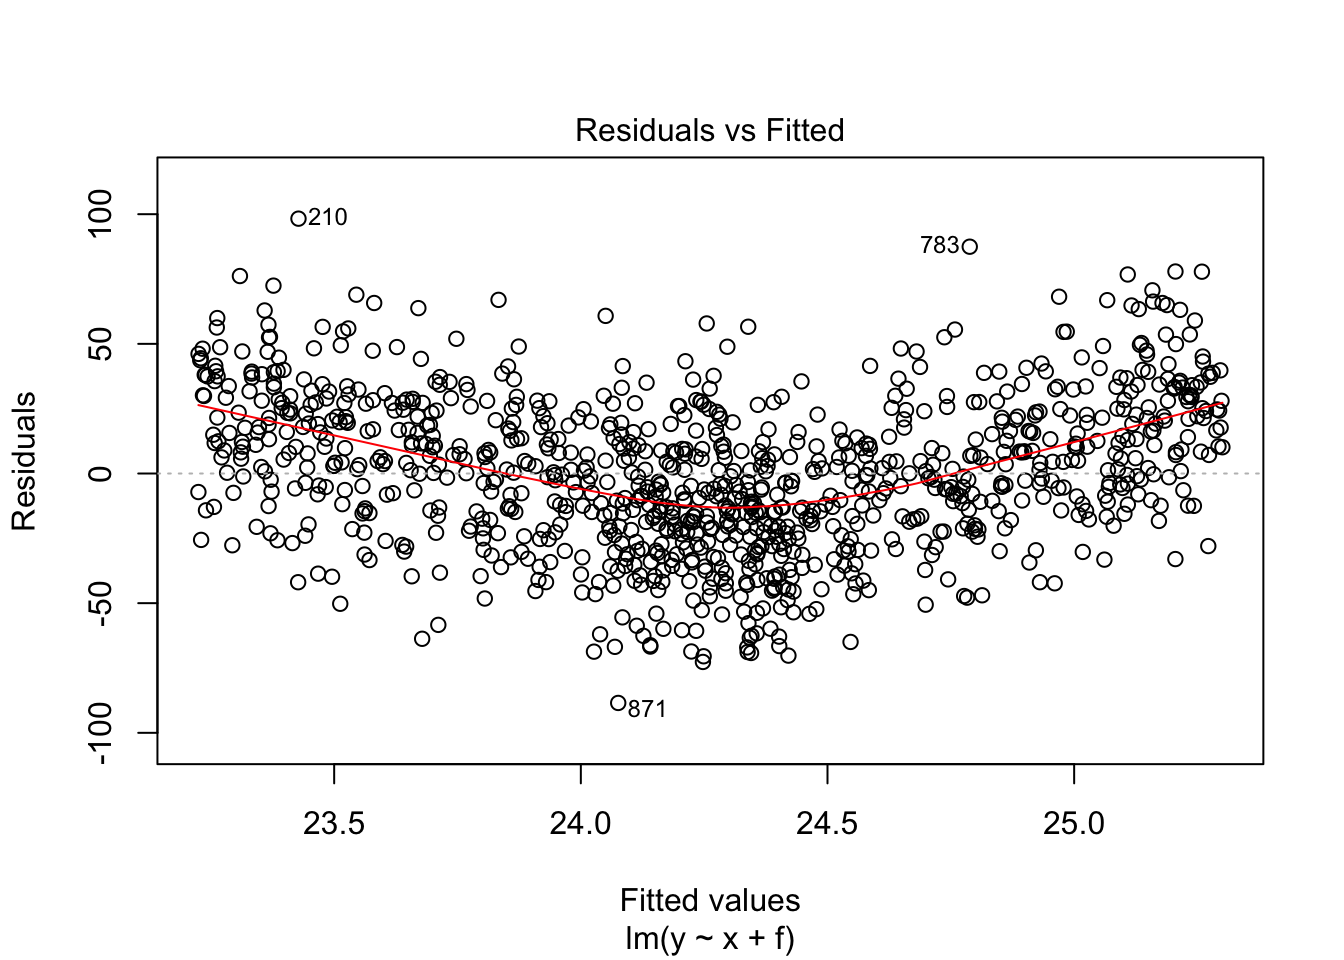 Residuals vs Fitted
Residuals
100
50
0
-50
-100
210
783
871
23.5 24.0 24.5 25.0
Fitted values
lm(y ~ x + f)